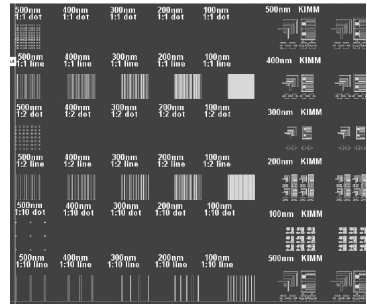 500nm 400nm 300nm 200nm 100nm 500nm KIMM
1:1 dot 1:1 dot 1:1 dot 1:1 dot 1:1 dot
500nm 400nm 300nm 200nm 100nm 400nm KIMM
1:1 line 1:1 line 1:1 line 1:1 line 1:1 line
500nm 400nm 300nm 200nm 100nm 300nm KIMM
1:2 dot 1:2 dot 1:2 dot 1:2 dot 1:2 dot
500nm 400nm 300nm 200nm 100nm 200nm KIMM
1:2 line 1:2 line 1:2 line 1:2 line 1:2 line
500nm 400nm 300nm 200nm 100nm 100nm KIMM
1:10 dot 1:10 dot 1:10 dot 1:10 dot 1:10 dot
500nm 400nm 300nm 200nm 100nm 500nm KIMM
1:10 line 1:10 line 1:10 line 1:10 line 1:10 line